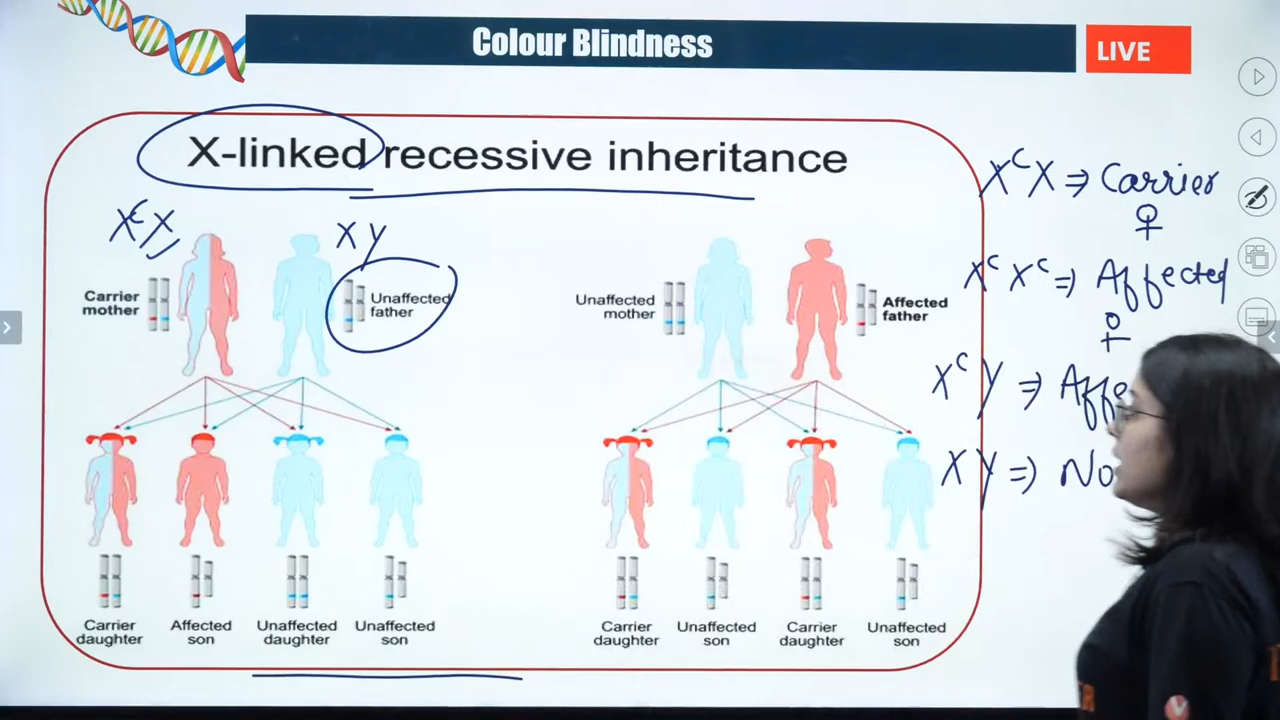 Colour Blindness
LIVE
X-linked recessive inheritance
XᶜX ⇒ Carrier
♀
XᶜXᶜ ⇒ Affected
♀
XᶜY ⇒
XY ⇒
XᶜX
XY
Carrier
mother
Unaffected
father
Unaffected
mother
Affected
father
Carrier
daughter
Affected
son
Unaffected
daughter
Unaffected
son
Carrier
daughter
Unaffected
son
Carrier
daughter
Unaffected
son